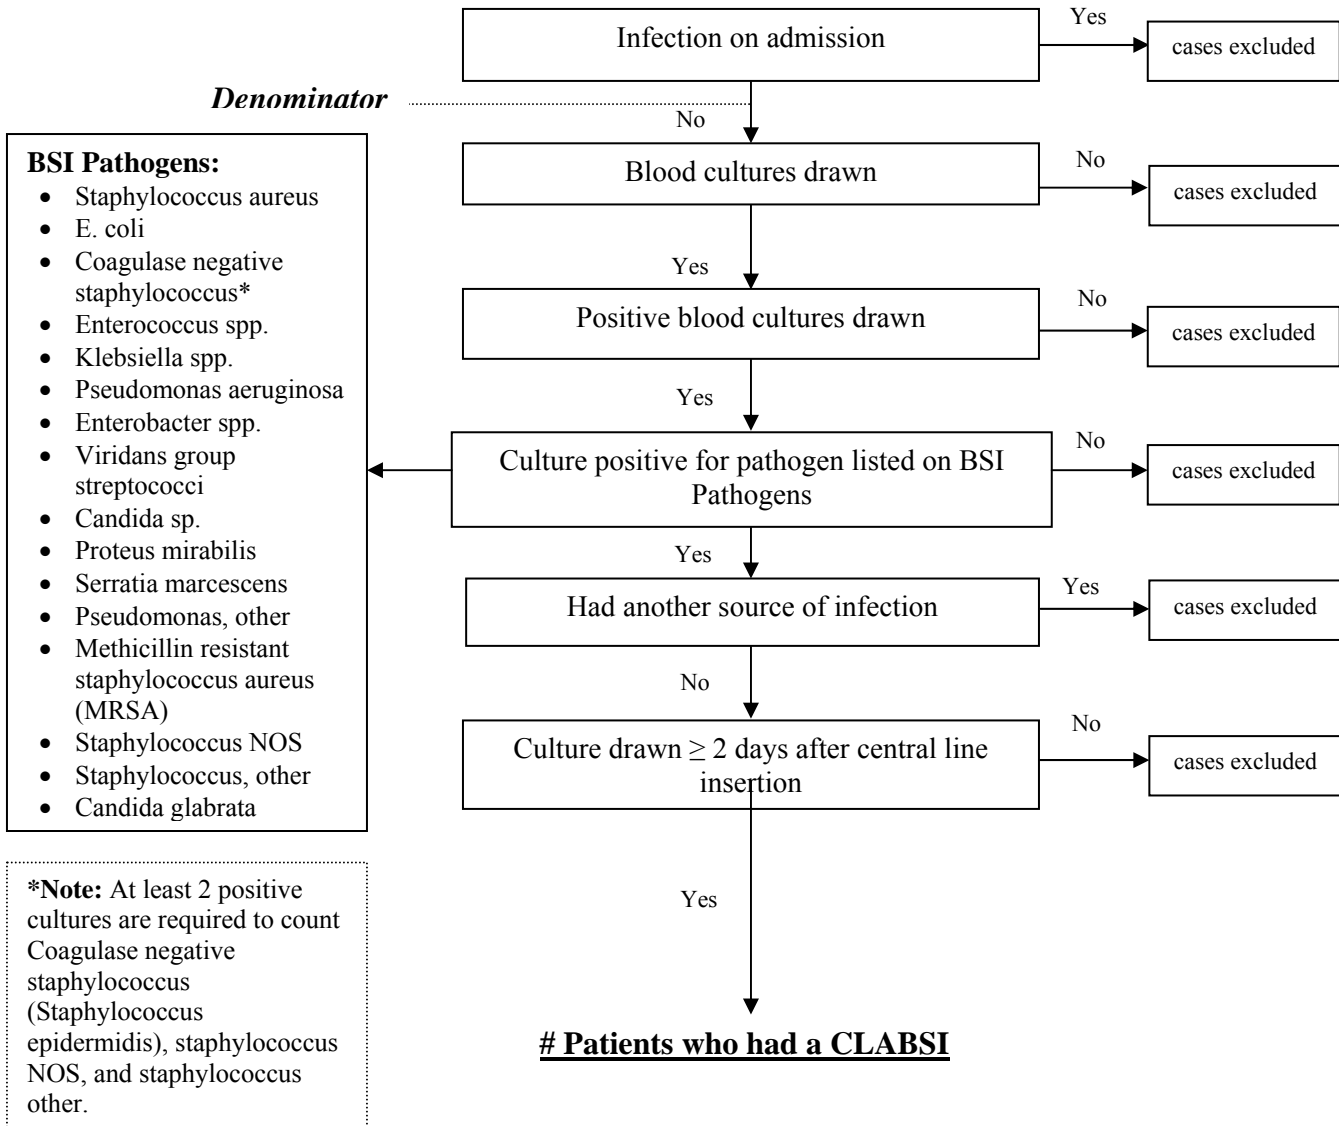 Infection on admission
Yes
cases excluded
Denominator
No
Blood cultures drawn
No
cases excluded
Yes
Positive blood cultures drawn
No
cases excluded
Yes
Culture positive for pathogen listed on BSI
Pathogens
No
cases excluded
Yes
Had another source of infection
Yes
cases excluded
No
Culture drawn ≥ 2 days after central line
insertion
No
cases excluded
Yes
# Patients who had a CLABSI
BSI Pathogens:
• Staphylococcus aureus
• E. coli
• Coagulase negative
staphylococcus*
• Enterococcus spp.
• Klebsiella spp.
• Pseudomonas aeruginosa
• Enterobacter spp.
• Viridans group
streptococci
• Candida sp.
• Proteus mirabilis
• Serratia marcescens
• Pseudomonas, other
• Methicillin resistant
staphylococcus aureus
(MRSA)
• Staphylococcus NOS
• Staphylococcus, other
• Candida glabrata
*Note: At least 2 positive
cultures are required to count
Coagulase negative
staphylococcus
(Staphylococcus
epidermidis), staphylococcus
NOS, and staphylococcus
other.